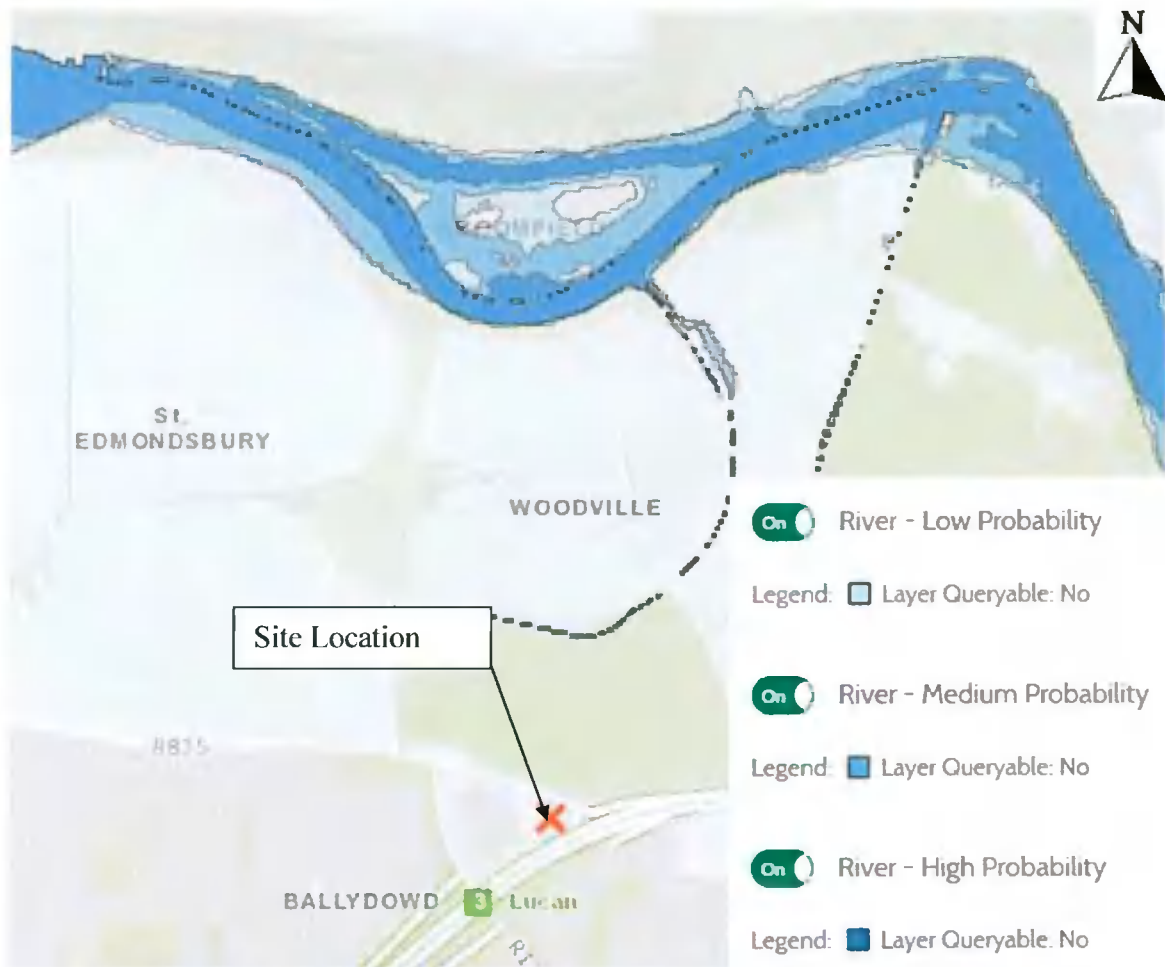 N
St.
EDMONDSBURY
WOODVILLE
On River - Low Probability
Legend: Layer Queryable: No
Site Location
On River - Medium Probability
Legend: Layer Queryable: No
R835
On River - High Probability
BALLYDOWD 3 Lucan
Legend: Layer Queryable: No